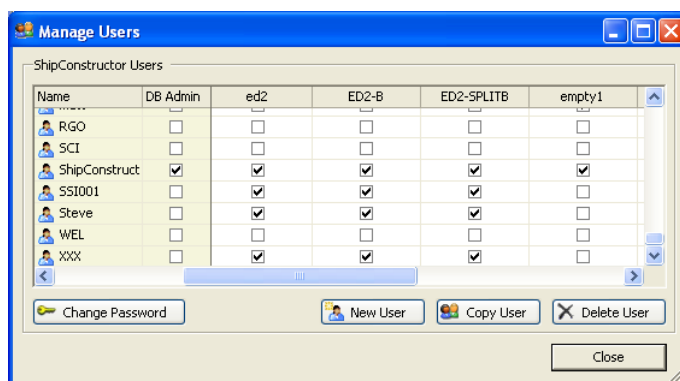 Manage Users
ShipConstructor Users
Name DB Admin ed2 ED2-B ED2-SPLITB empty1
RGO
SCI
ShipConstruct
SSI001
Steve
WEL
XXX
Change Password New User Copy User Delete User
Close